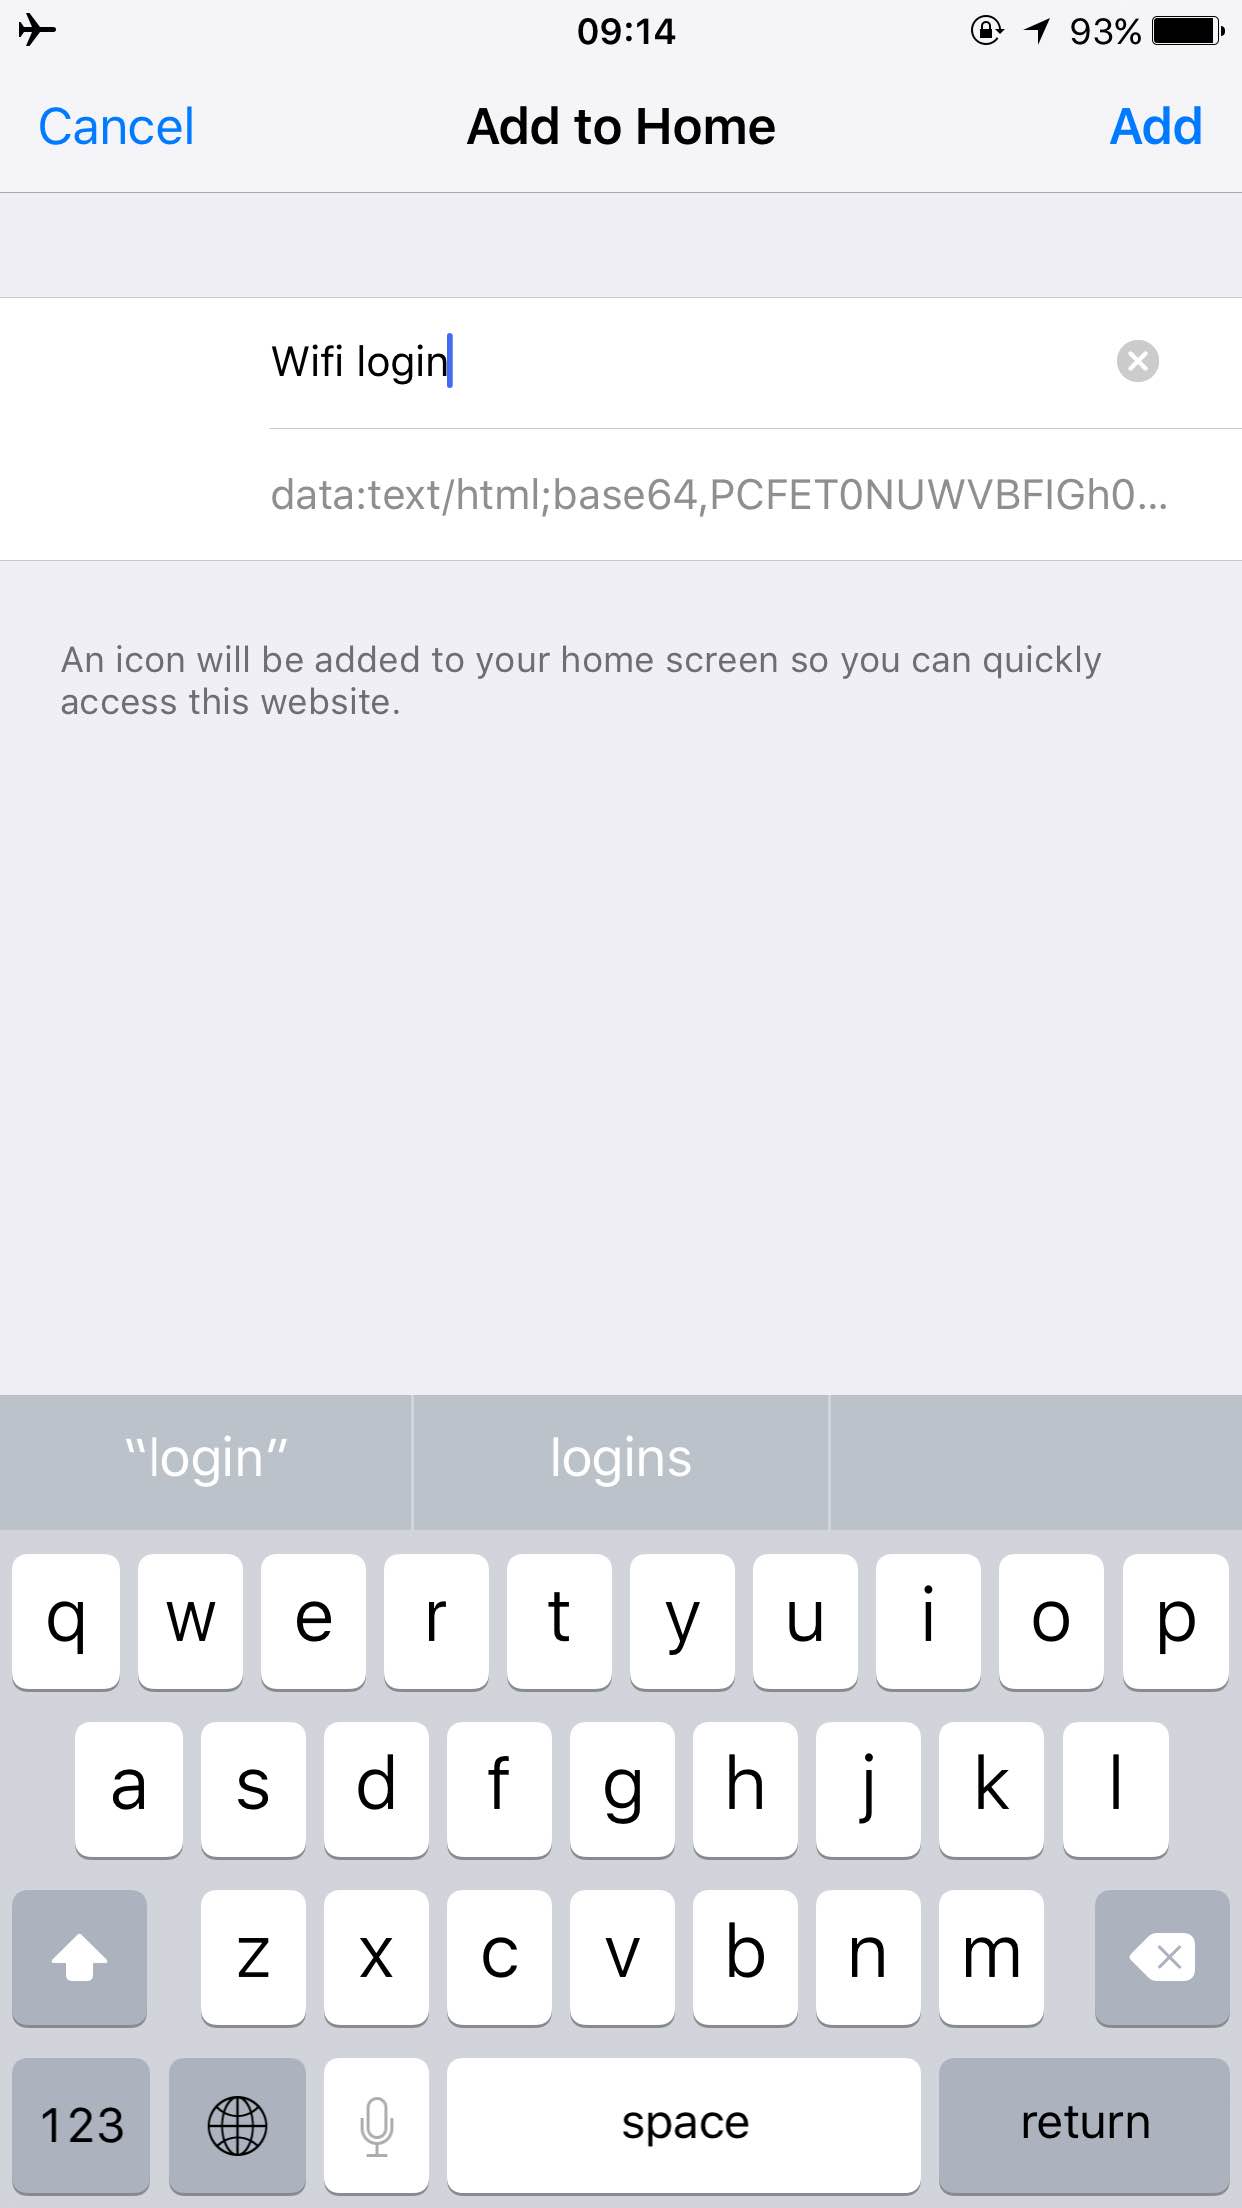 09:14
93%
Cancel
Add to Home
Add
Wifi login
data:text/html;base64,PCFET0NUWVBFIGh0...
An icon will be added to your home screen so you can quickly
access this website.
“login”
logins
q w e r t y u i o p
a s d f g h j k l
z x c v b n m
123
space
return